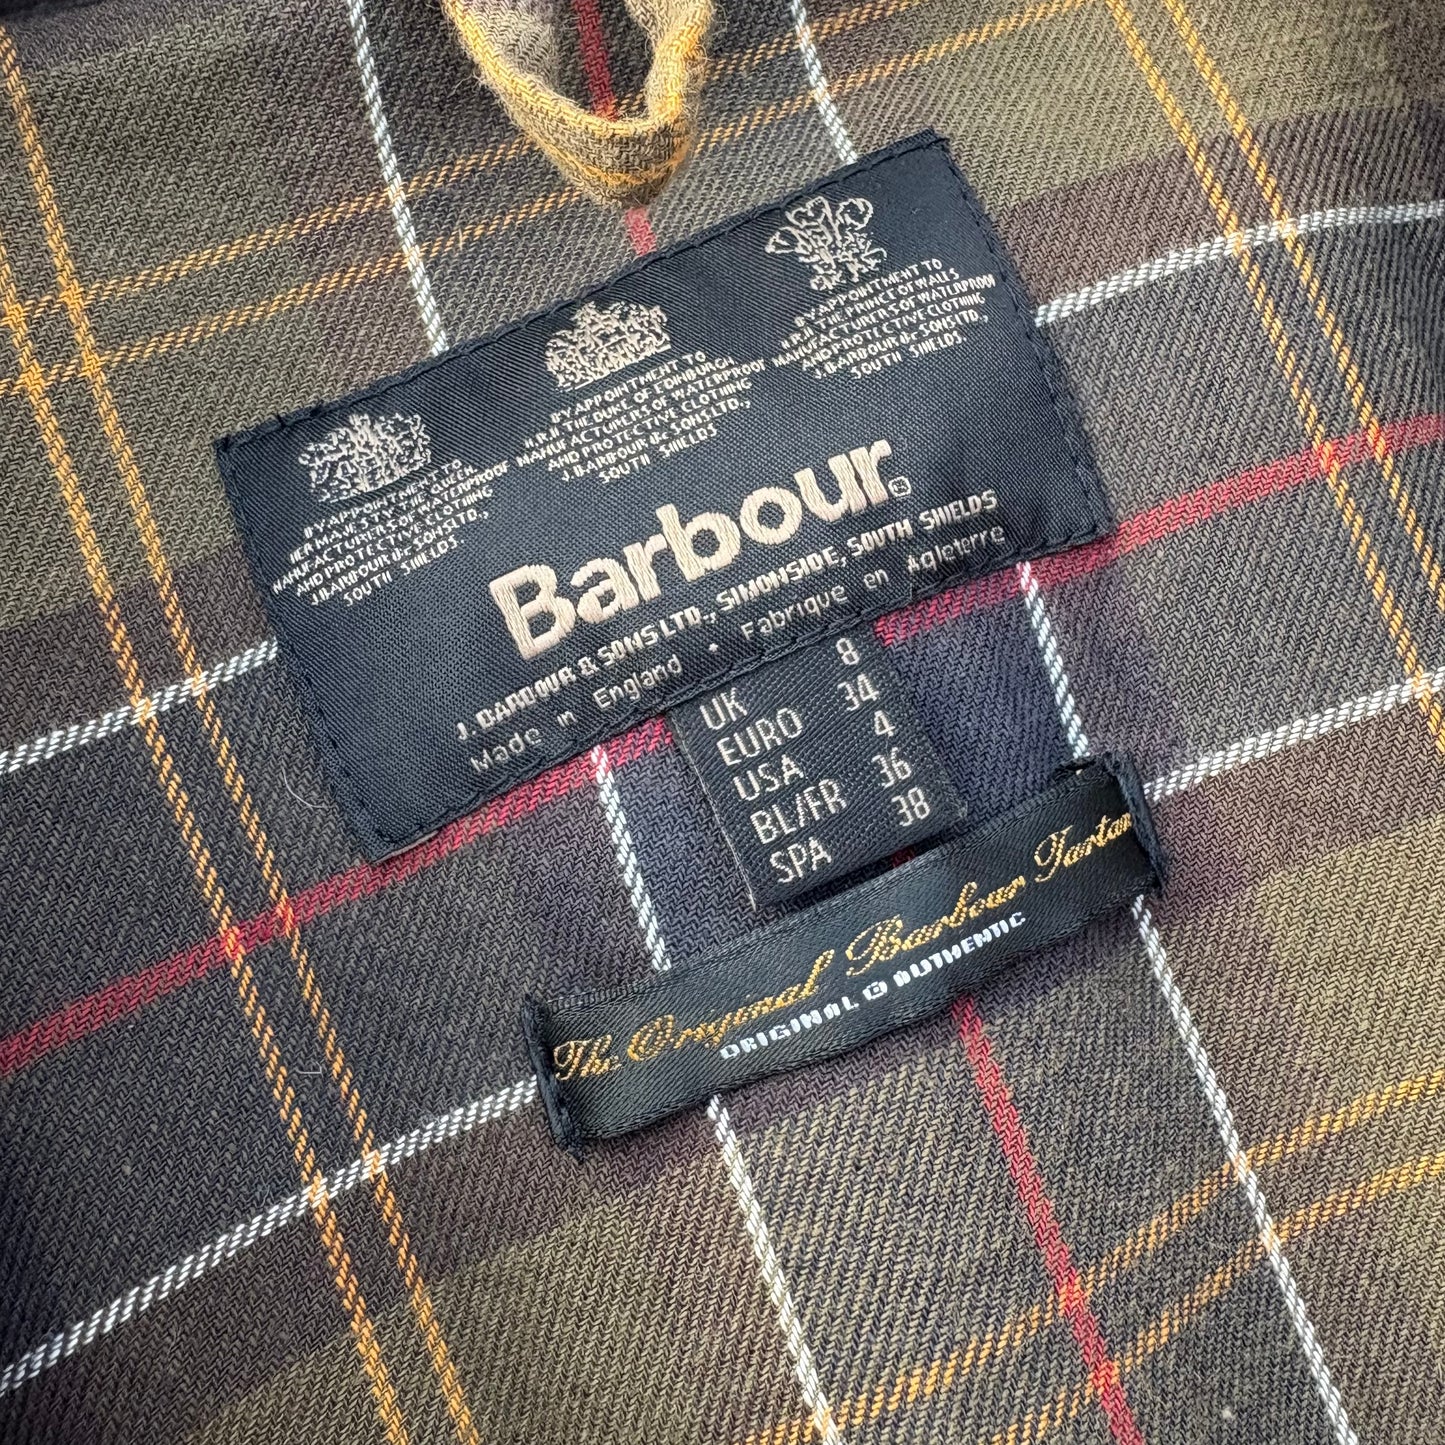 BY APPOINTMENT TO
HER MAJESTY THE QUEEN
MANUFACTURERS OF WATERPROOF
AND PROTECTIVE CLOTHING
J.BARBOUR & SONS LTD.,
SOUTH SHIELDS.
BY APPOINTMENT TO
H.R.H THE DUKE OF EDINBURGH
MANUFACTURERS OF WATERPROOF
AND PROTECTIVE CLOTHING
J.BARBOUR & SONS LTD.,
SOUTH SHIELDS
BY APPOINTMENT TO
H.R.H THE PRINCE OF WALES
MANUFACTURERS OF WATERPROOF
AND PROTECTIVE CLOTHING
J.BARBOUR & SONS LTD.,
SOUTH SHIELDS.
Barbour®
J. BARBOUR & SONS LTD., SIMONSIDE, SOUTH SHIELDS
Made in England • Fabrique en Agleterre
UK 8
EURO 34
USA 4
BL/FR 36
SPA 38
The Original Barbour Tartan
ORIGINAL & AUTHENTIC